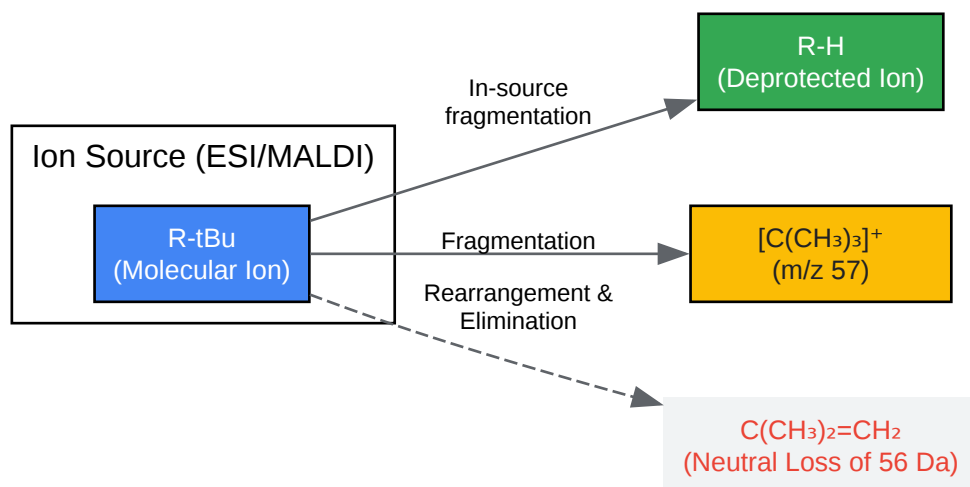 R-H
(Deprotected Ion)
In-source
fragmentation
Ion Source (ESI/MALDI)
R-tBu
(Molecular Ion)
Fragmentation
[C(CH₃)₃]⁺
(m/z 57)
Rearrangement &
Elimination
C(CH₃)₂=CH₂
(Neutral Loss of 56 Da)